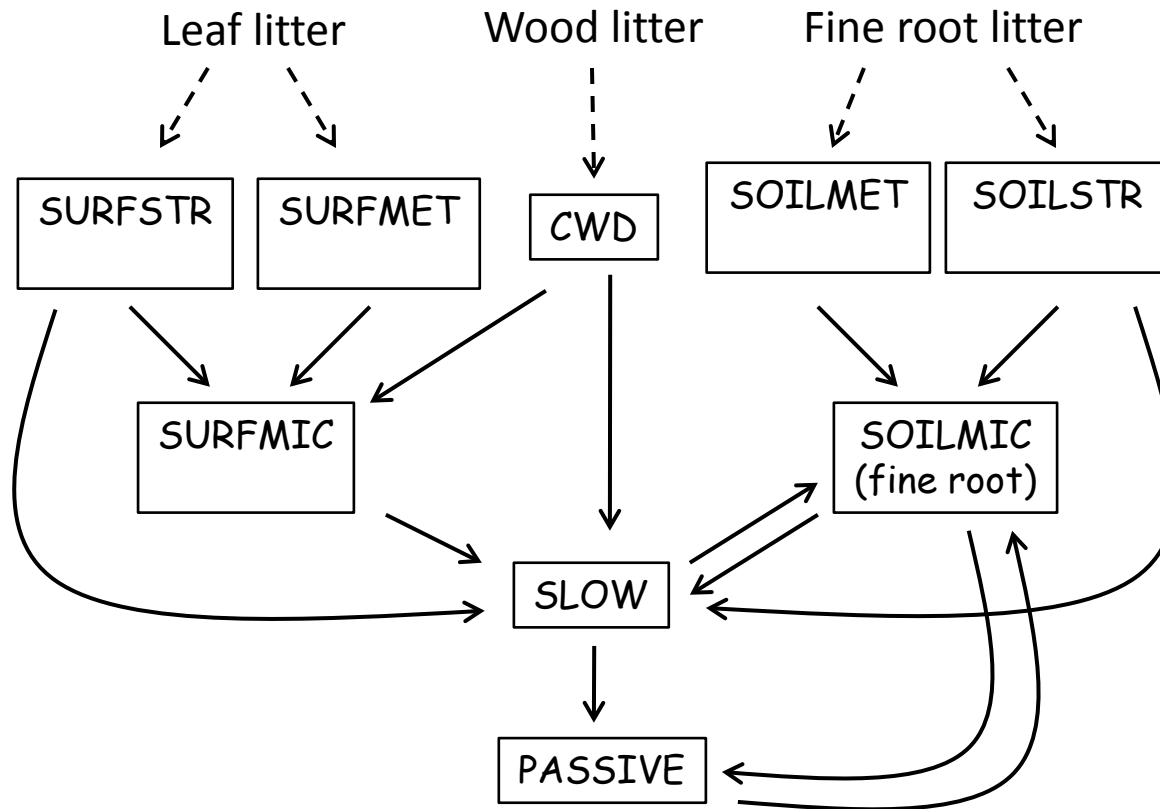 Leaf litter
Wood litter
Fine root litter
SURFSTR
SURFMET
CWD
SOILMET
SOILSTR
SURFMIC
SOILMIC
(fine root)
SLOW
PASSIVE